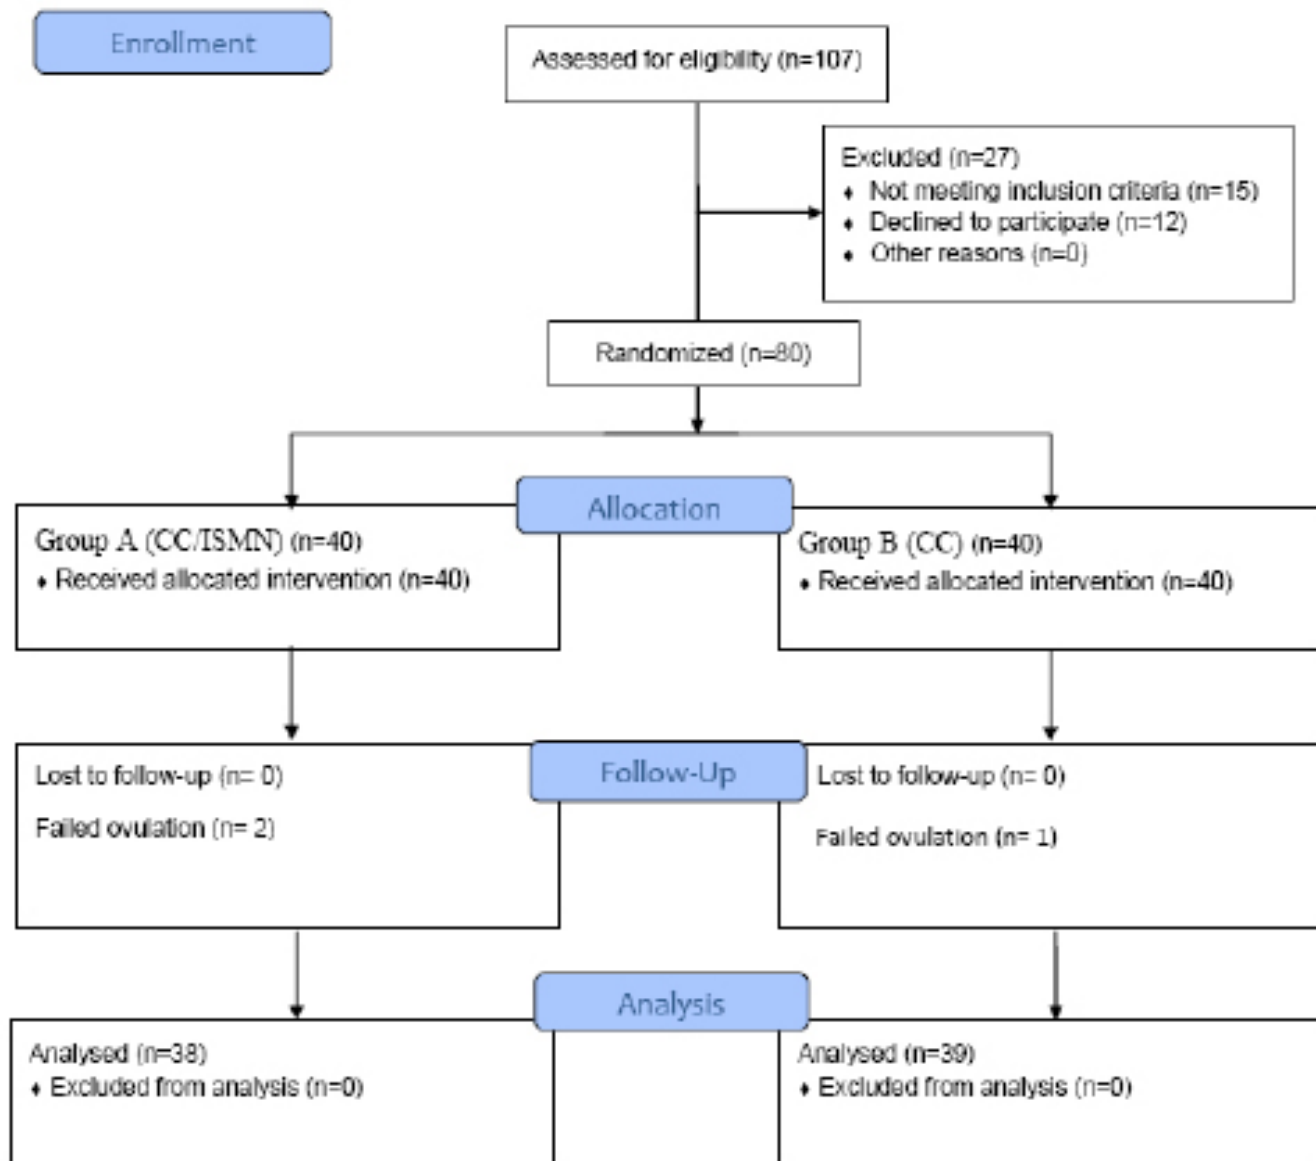 Enrollment
Assessed for eligibility (n=107)
Excluded (n=27)
♦ Not meeting inclusion criteria (n=15)
♦ Declined to participate (n=12)
♦ Other reasons (n=0)
Randomized (n=80)
Allocation
Group A (CC/ISMN) (n=40)
♦ Received allocated intervention (n=40)
Group B (CC) (n=40)
♦ Received allocated intervention (n=40)
Follow-Up
Lost to follow-up (n= 0)
Failed ovulation (n= 2)
Lost to follow-up (n= 0)
Failed ovulation (n= 1)
Analysis
Analysed (n=38)
♦ Excluded from analysis (n=0)
Analysed (n=39)
♦ Excluded from analysis (n=0)